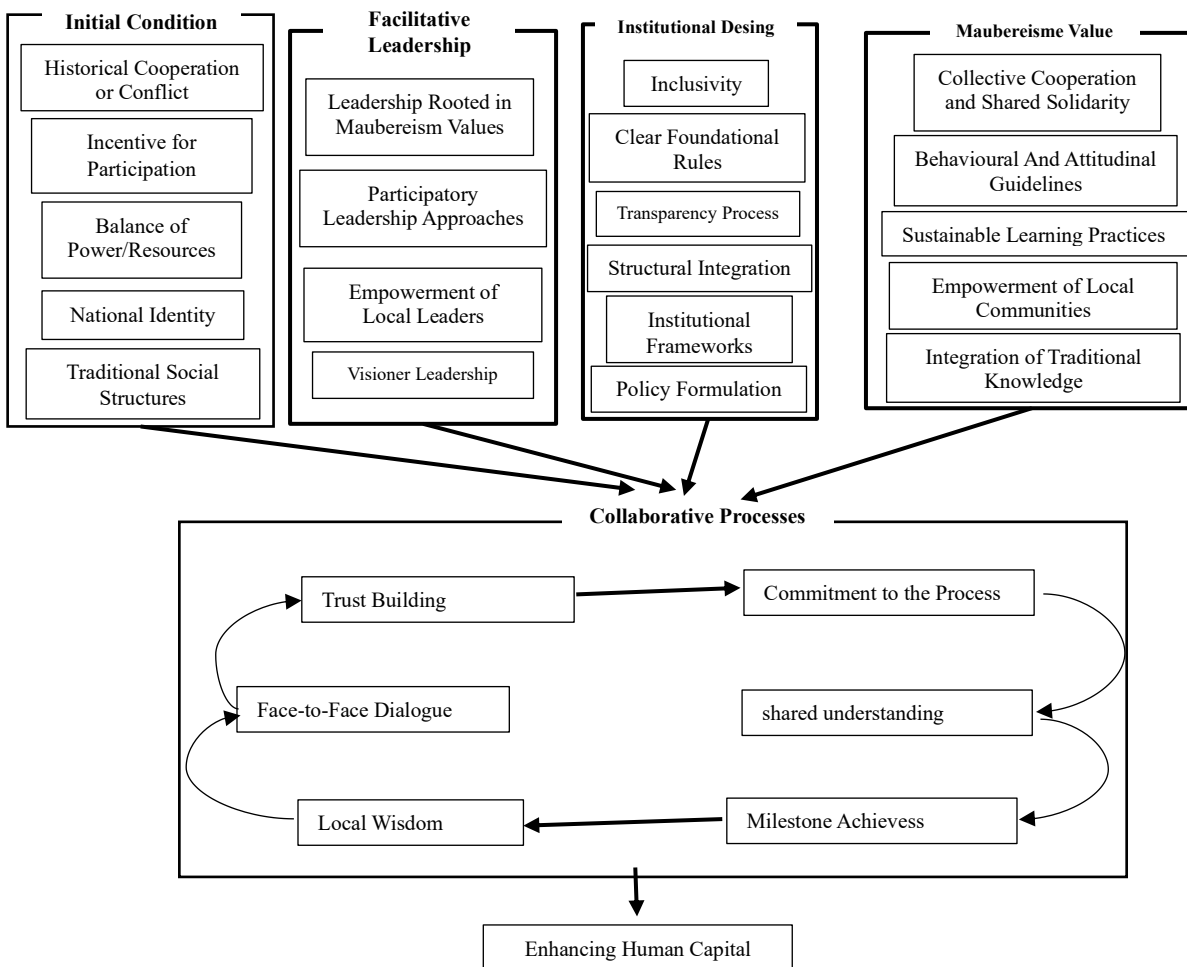 Initial Condition
Historical Cooperation
or Conflict
Incentive for
Participation
Balance of
Power/Resources
National Identity
Traditional Social
Structures
Facilitative
Leadership
Leadership Rooted in
Maubereism Values
Participatory
Leadership Approaches
Empowerment of
Local Leaders
Visioner Leadership
Institutional Desing
Inclusivity
Clear Foundational
Rules
Transparency Process
Structural Integration
Institutional
Frameworks
Policy Formulation
Maubereisme Value
Collective Cooperation
and Shared Solidarity
Behavioural And Attitudinal
Guidelines
Sustainable Learning Practices
Empowerment of Local
Communities
Integration of Traditional
Knowledge
Collaborative Processes
Trust Building
Commitment to the Process
Face-to-Face Dialogue
shared understanding
Local Wisdom
Milestone Achievess
Enhancing Human Capital